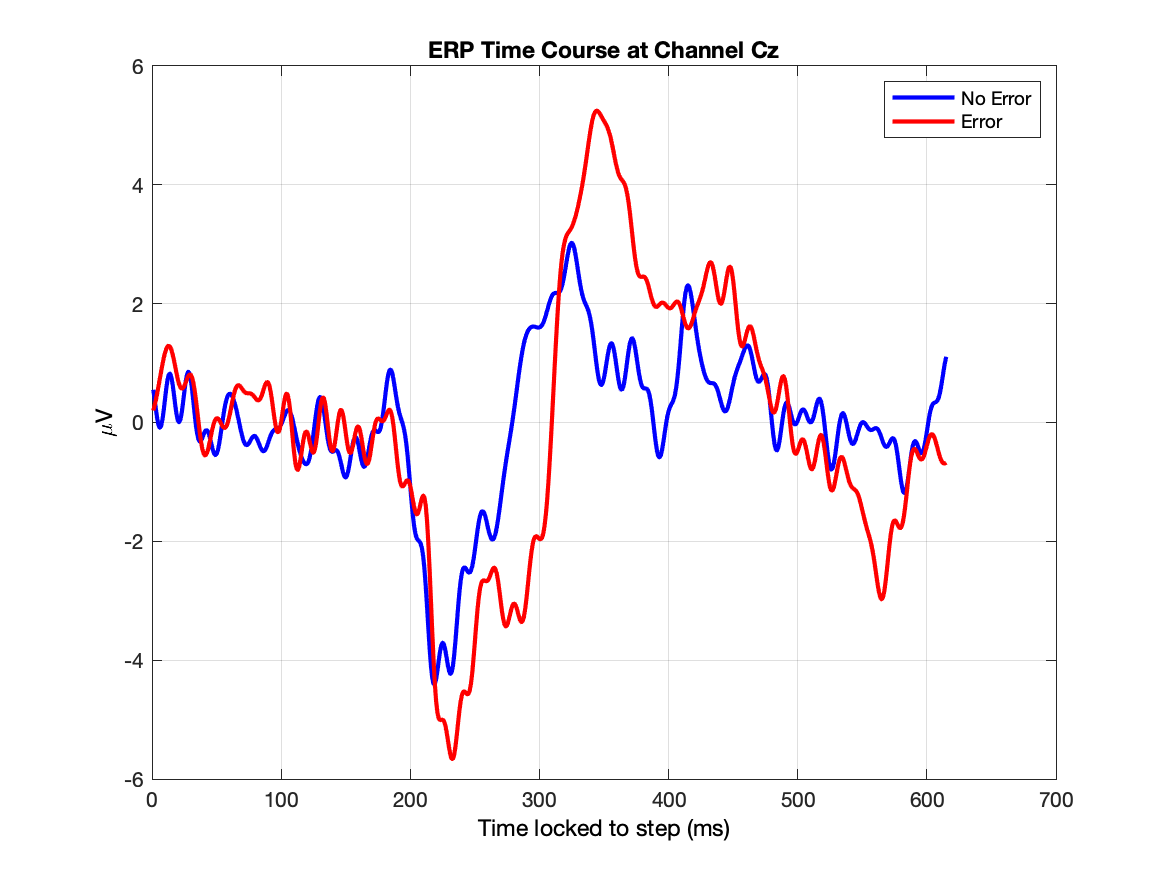 ERP Time Course at Channel Cz
6
4
2
0
-2
-4
-6
μV
No Error
Error
0 100 200 300 400 500 600 700
Time locked to step (ms)